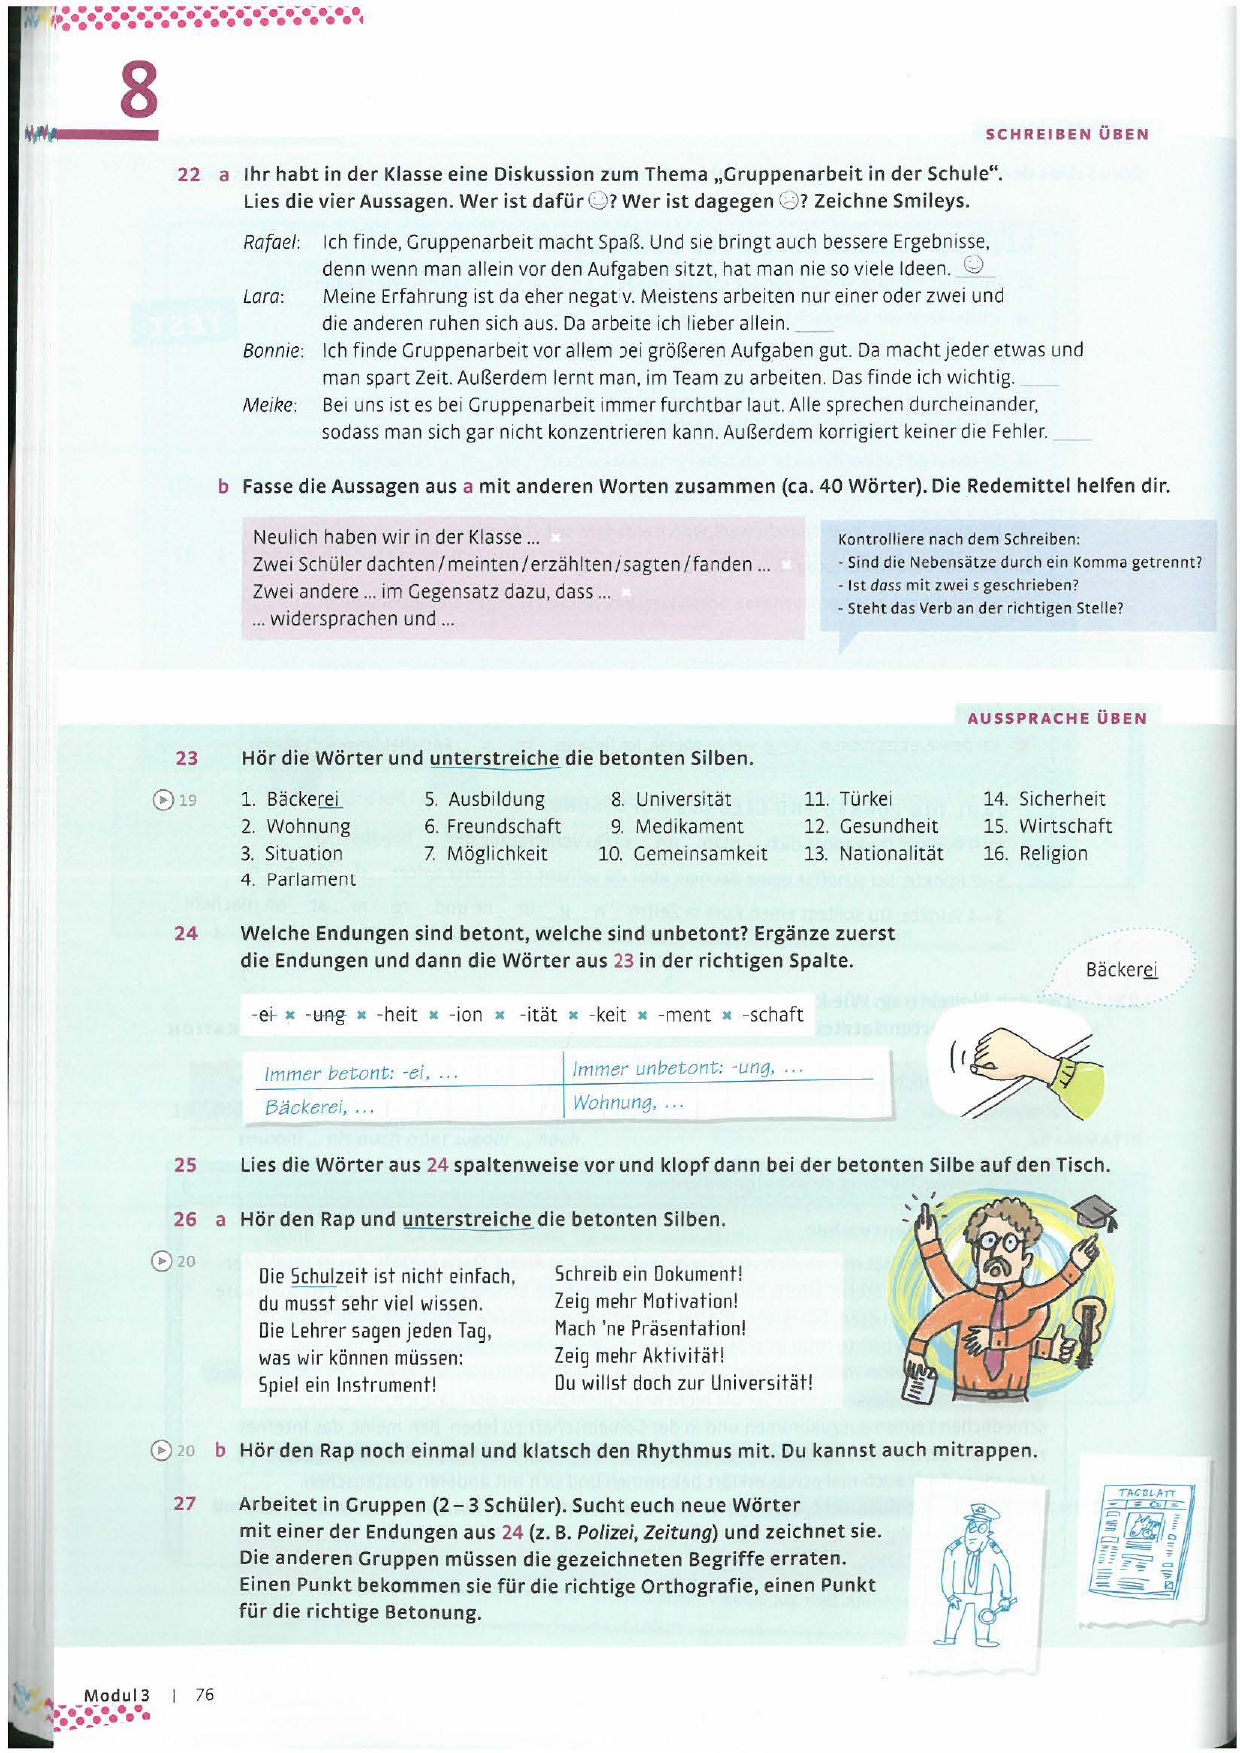 8
SCHREIBEN ÜBEN
22 a Ihr habt in der Klasse eine Diskussion zum Thema „Gruppenarbeit in der Schule“.
Lies die vier Aussagen. Wer ist dafür ☺? Wer ist dagegen ☹? Zeichne Smileys.
Rafael: Ich finde, Gruppenarbeit macht Spaß. Und sie bringt auch bessere Ergebnisse,
denn wenn man allein vor den Aufgaben sitzt, hat man nie so viele Ideen. ☺
Lara: Meine Erfahrung ist da eher negativ. Meistens arbeiten nur einer oder zwei und
die anderen ruhen sich aus. Da arbeite ich lieber allein. ____
Bonnie: Ich finde Gruppenarbeit vor allem bei größeren Aufgaben gut. Da macht jeder etwas und
man spart Zeit. Außerdem lernt man, im Team zu arbeiten. Das finde ich wichtig. ____
Meike: Bei uns ist es bei Gruppenarbeit immer furchtbar laut. Alle sprechen durcheinander,
sodass man sich gar nicht konzentrieren kann. Außerdem korrigiert keiner die Fehler. ____
b Fasse die Aussagen aus a mit anderen Worten zusammen (ca. 40 Wörter). Die Redemittel helfen dir.
Neulich haben wir in der Klasse ... ×
Zwei Schüler dachten / meinten / erzählten / sagten / fanden ... ×
Zwei andere ... im Gegensatz dazu, dass ... ×
... widersprachen und ...
Kontrolliere nach dem Schreiben:
- Sind die Nebensätze durch ein Komma getrennt?
- Ist dass mit zwei s geschrieben?
- Steht das Verb an der richtigen Stelle?
AUSSPRACHE ÜBEN
23 Hör die Wörter und unterstreiche die betonten Silben.
19
1. Bäckerei 5. Ausbildung 8. Universität 11. Türkei 14. Sicherheit
2. Wohnung 6. Freundschaft 9. Medikament 12. Gesundheit 15. Wirtschaft
3. Situation 7. Möglichkeit 10. Gemeinsamkeit 13. Nationalität 16. Religion
4. Parlament
24 Welche Endungen sind betont, welche sind unbetont? Ergänze zuerst
die Endungen und dann die Wörter aus 23 in der richtigen Spalte.
Bäckerei
-ei × -ung × -heit × -ion × -ität × -keit × -ment × -schaft
Immer betont: -ei, ... Immer unbetont: -ung, ...
Bäckerei, ... Wohnung, ...
25 Lies die Wörter aus 24 spaltenweise vor und klopf dann bei der betonten Silbe auf den Tisch.
26 a Hör den Rap und unterstreiche die betonten Silben.
20
Die Schulzeit ist nicht einfach,
du musst sehr viel wissen.
Die Lehrer sagen jeden Tag,
was wir können müssen:
Spiel ein Instrument!
Schreib ein Dokument!
Zeig mehr Motivation!
Mach 'ne Präsentation!
Zeig mehr Aktivität!
Du willst doch zur Universität!
20 b Hör den Rap noch einmal und klatsch den Rhythmus mit. Du kannst auch mitrappen.
27 Arbeitet in Gruppen (2 – 3 Schüler). Sucht euch neue Wörter
mit einer der Endungen aus 24 (z. B. Polizei, Zeitung) und zeichnet sie.
Die anderen Gruppen müssen die gezeichneten Begriffe erraten.
Einen Punkt bekommen sie für die richtige Orthografie, einen Punkt
für die richtige Betonung.
TAGBLATT
Modul 3 | 76